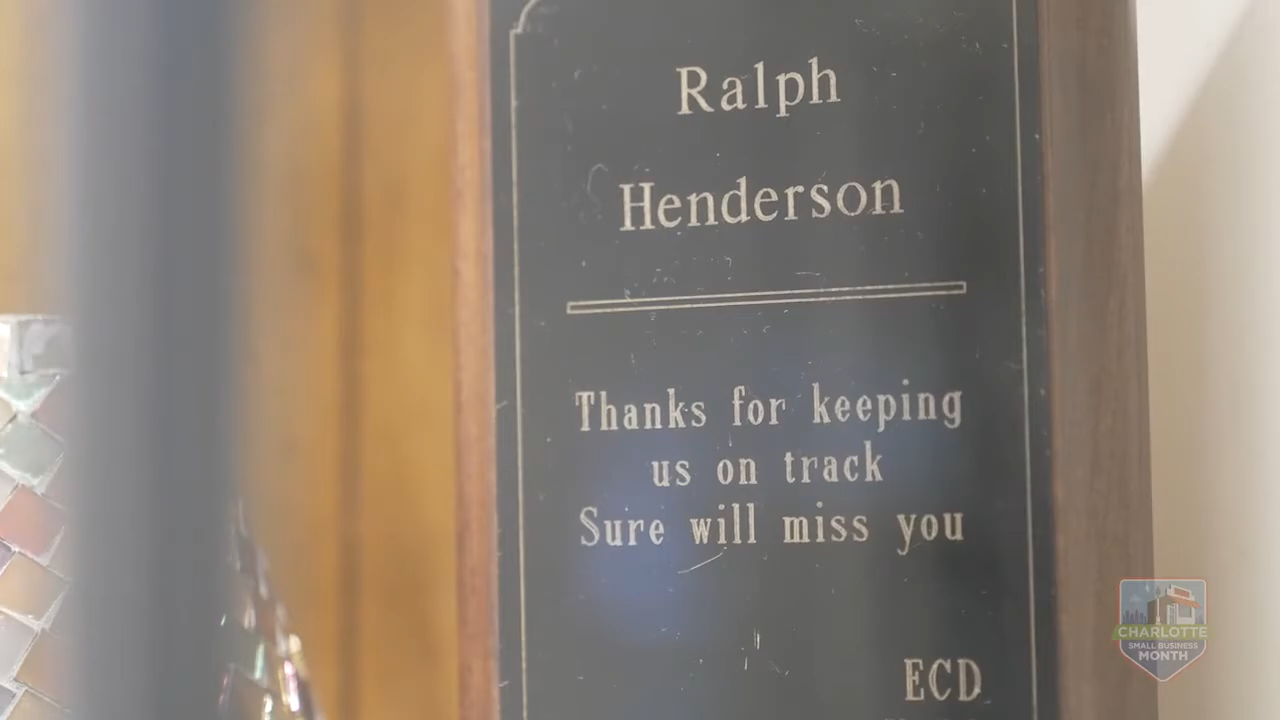 Ralph
Henderson
Thanks for keeping
us on track
Sure will miss you
ECD
CHARLOTTE
SMALL BUSINESS
MONTH